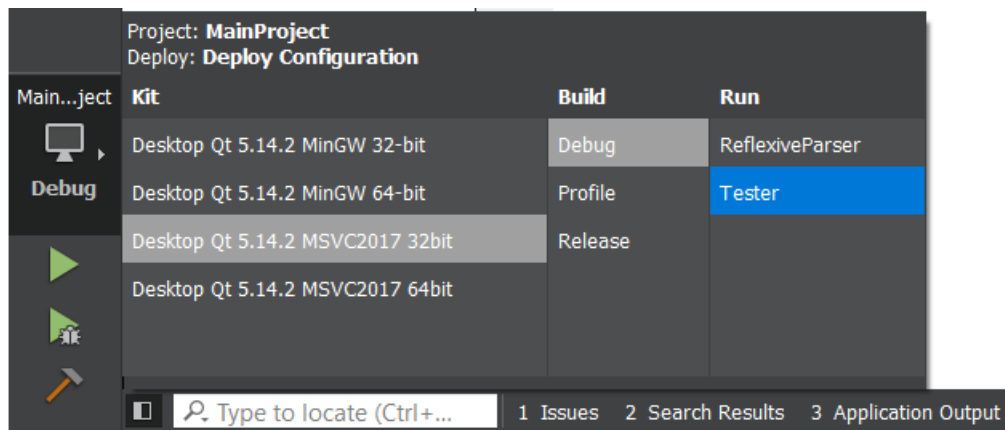 Project: MainProject
Deploy: Deploy Configuration
Main...ject
Kit
Build
Run
Desktop Qt 5.14.2 MinGW 32-bit
Debug
ReflexiveParser
Debug
Desktop Qt 5.14.2 MinGW 64-bit
Profile
Tester
Desktop Qt 5.14.2 MSVC2017 32bit
Release
Desktop Qt 5.14.2 MSVC2017 64bit
Type to locate (Ctrl+...
1 Issues
2 Search Results
3 Application Output